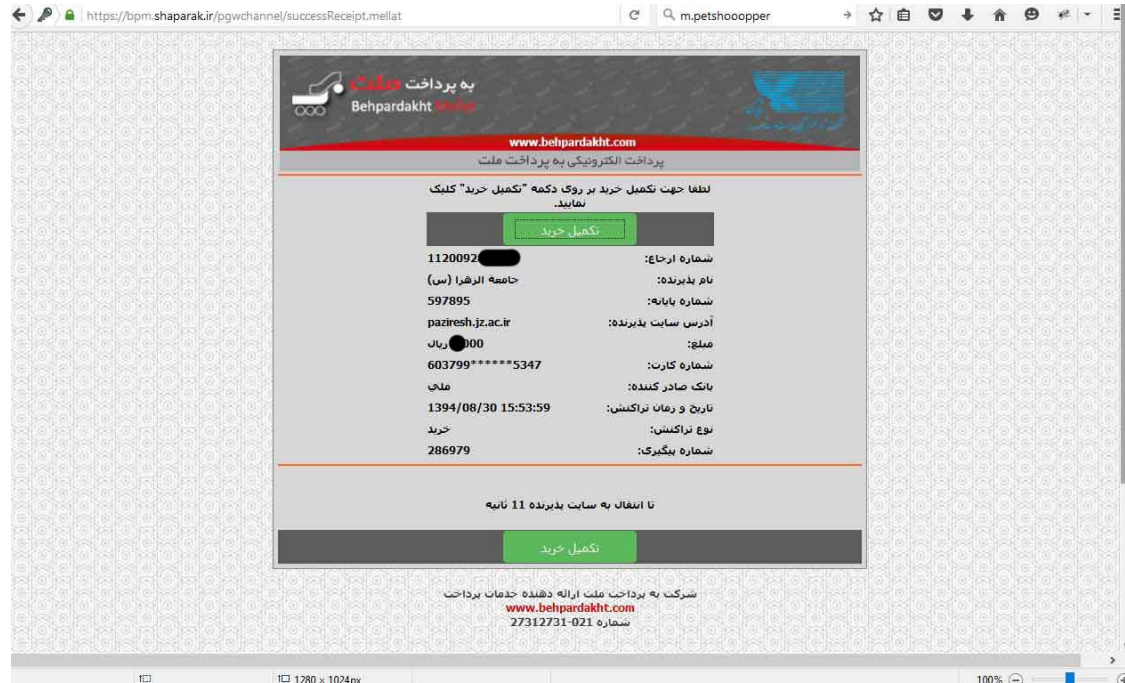 https://bpm.shaparak.ir/pgwchannel/successReceipt.mellat
m.petshooopper
به پرداخت ملت
Behpardakht Mellat
www.behpardakht.com
پرداخت الکترونیکی به پرداخت ملت
لطفا جهت تکمیل خرید بر روی دکمه "تکمیل خرید" کلیک
نمایید.
تکمیل خرید
شماره ارجاع: 1120092
نام پذیرنده: جامعة الزهرا (س)
شماره پایانه: 597895
آدرس سایت پذیرنده: paziresh.jz.ac.ir
مبلغ: 000 ریال
شماره کارت: 603799******5347
بانک صادر کننده: ملي
تاریخ و زمان تراکنش: 1394/08/30 15:53:59
نوع تراکنش: خرید
شماره پیگیری: 286979
تا انتقال به سایت پذیرنده 11 ثانیه
تکمیل خرید
شرکت به پرداخت ملت ارائه دهنده خدمات پرداخت
www.behpardakht.com
شماره 021-27312731
1280 × 1024px
100%